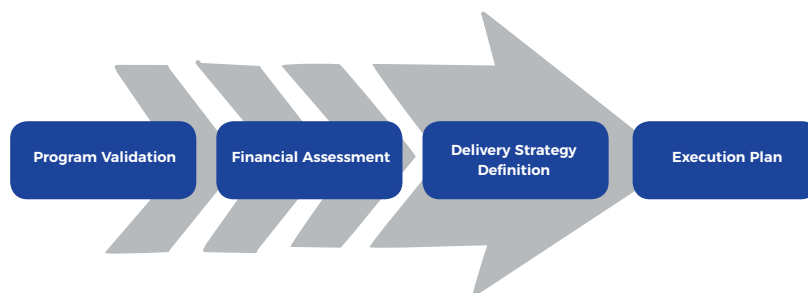 Program Validation
Financial Assessment
Delivery Strategy
Definition
Execution Plan